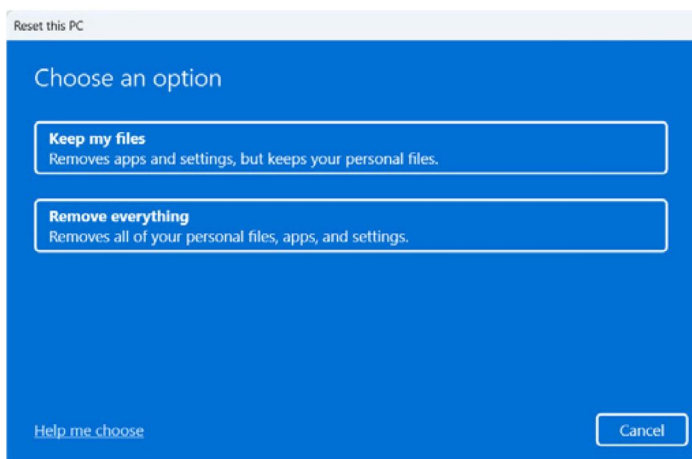 Reset this PC
Choose an option
Keep my files
Removes apps and settings, but keeps your personal files.
Remove everything
Removes all of your personal files, apps, and settings.
Help me choose
Cancel